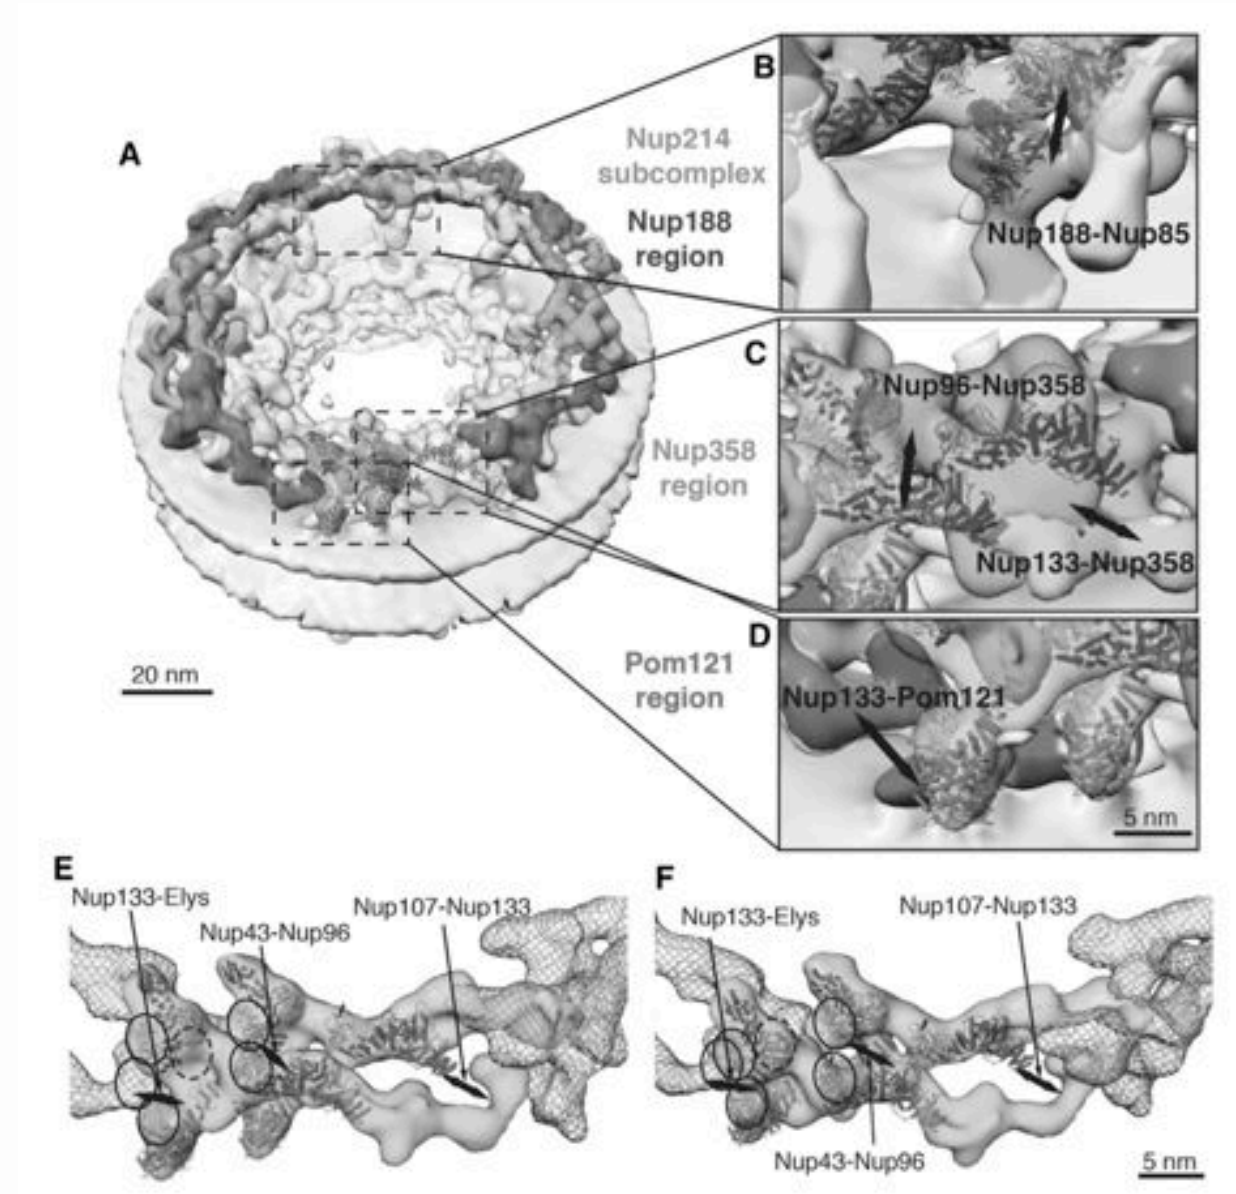 A
B
Nup214
subcomplex
Nup188
region
Nup188-Nup85
C
Nup96-Nup358
Nup358
region
Nup133-Nup358
D
Pom121
region
Nup133-Pom121
20 nm
5 nm
E
Nup133-Elys
Nup43-Nup96
Nup107-Nup133
F
Nup133-Elys
Nup107-Nup133
Nup43-Nup96
5 nm